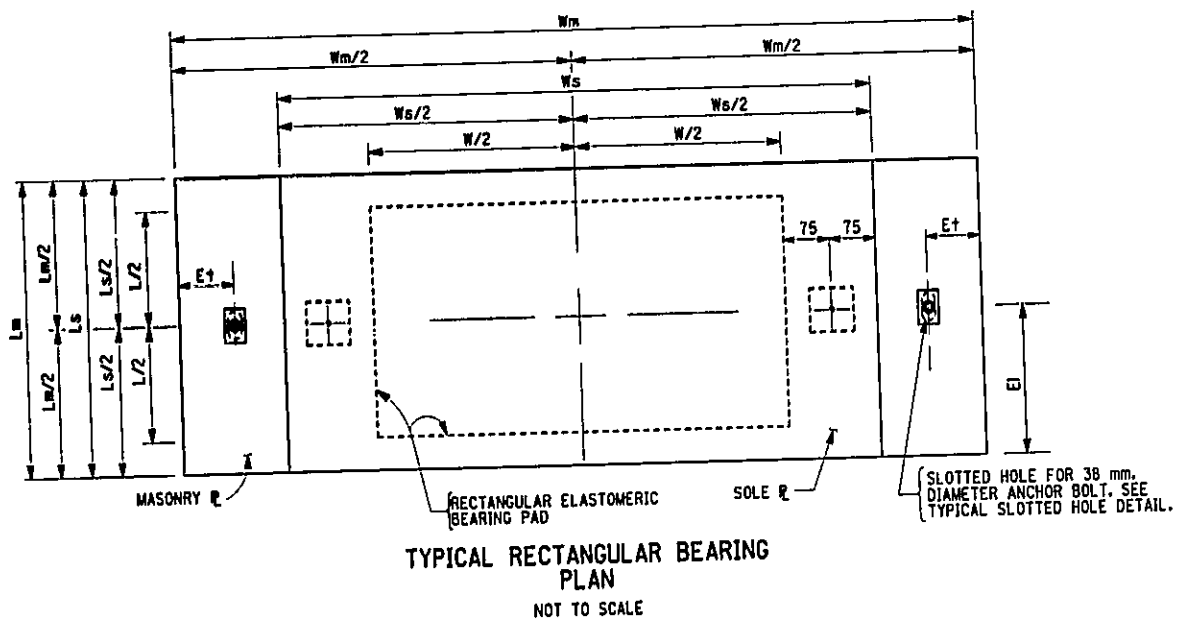 Wm
Wm/2 Wm/2
Ws
Ws/2 Ws/2
W/2 W/2
Lm
Lm/2
Lm/2
Ls
Ls/2
Ls/2
L/2
L/2
Et
75 75
Et
El
MASONRY ⅊
RECTANGULAR ELASTOMERIC
BEARING PAD
SOLE ⅊
SLOTTED HOLE FOR 38 mm.
DIAMETER ANCHOR BOLT. SEE
TYPICAL SLOTTED HOLE DETAIL.
TYPICAL RECTANGULAR BEARING
PLAN
NOT TO SCALE